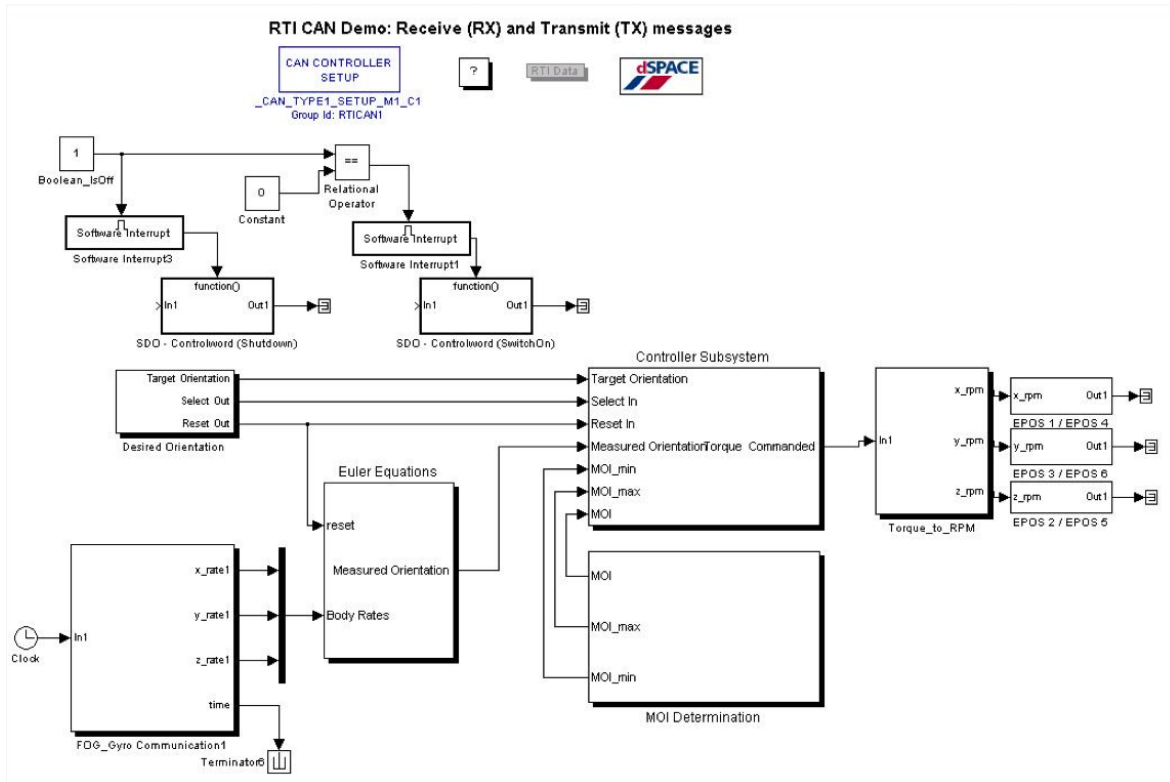 RTI CAN Demo: Receive (RX) and Transmit (TX) messages
CAN CONTROLLER
SETUP
?
RTI Data
dSPACE
_CAN_TYPE1_SETUP_M1_C1
Group Id: RTICAN1
1
Boolean_IsOff
==
Relational
Operator
0
Constant
Software Interrupt
Software Interrupt3
Software Interrupt
Software Interrupt1
function()
In1
Out1
SDO - Controlword (Shutdown)
function()
In1
Out1
SDO - Controlword (SwitchOn)
Target Orientation
Select Out
Reset Out
Desired Orientation
Controller Subsystem
Target Orientation
Select In
Reset In
Measured Orientation
Torque Commanded
MOI_min
MOI_max
MOI
In1
x_rpm
y_rpm
z_rpm
Torque_to_RPM
x_rpm
Out1
EPOS 1 / EPOS 4
y_rpm
Out1
EPOS 3 / EPOS 6
z_rpm
Out1
EPOS 2 / EPOS 5
Euler Equations
reset
Measured Orientation
Body Rates
MOI
MOI_max
MOI_min
MOI Determination
Clock
In1
x_rate1
y_rate1
z_rate1
time
FOG_Gyro Communication1
Terminator6